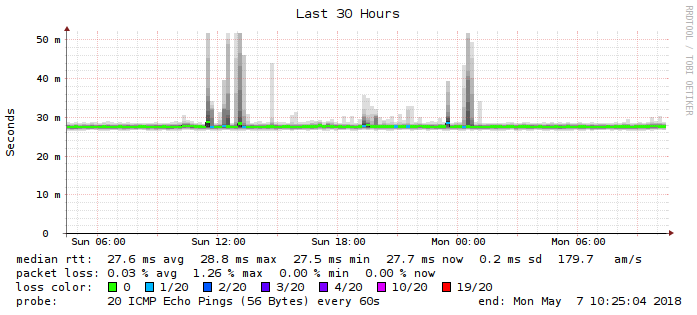 Last 30 Hours
RRDTOOL / TOBI OETIKER
Seconds
50 m
40 m
30 m
20 m
10 m
0
Sun 06:00 Sun 12:00 Sun 18:00 Mon 00:00 Mon 06:00
median rtt: 27.6 ms avg 28.8 ms max 27.5 ms min 27.7 ms now 0.2 ms sd 179.7 am/s
packet loss: 0.03 % avg 1.26 % max 0.00 % min 0.00 % now
loss color: 0 1/20 2/20 3/20 4/20 10/20 19/20
probe: 20 ICMP Echo Pings (56 Bytes) every 60s end: Mon May 7 10:25:04 2018